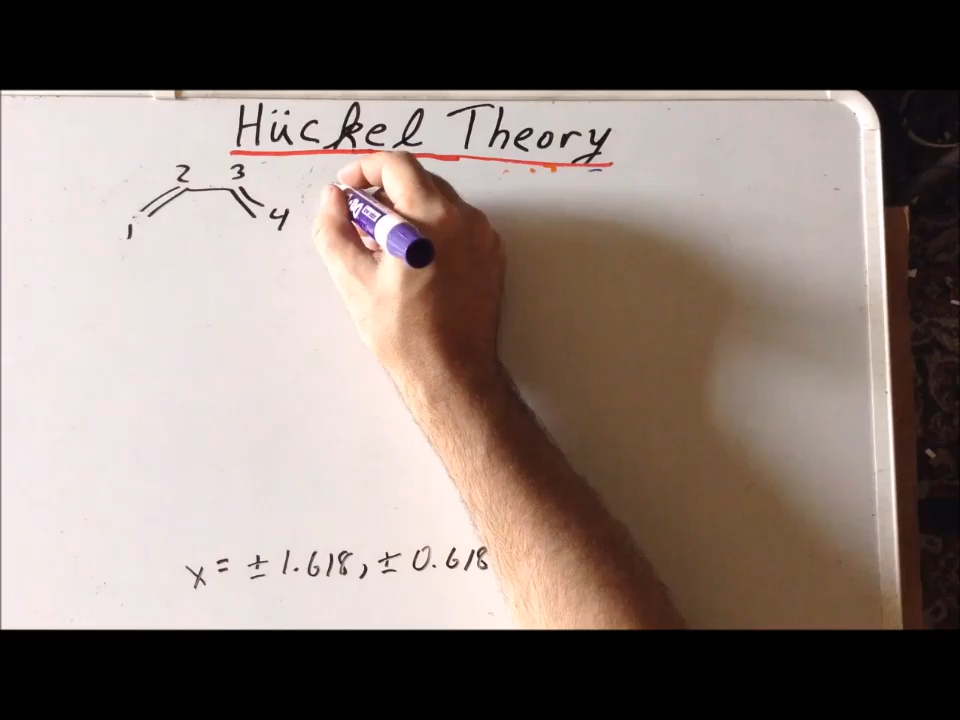 Hückel Theory
2 3
1 4
x = ± 1.618, ± 0.618